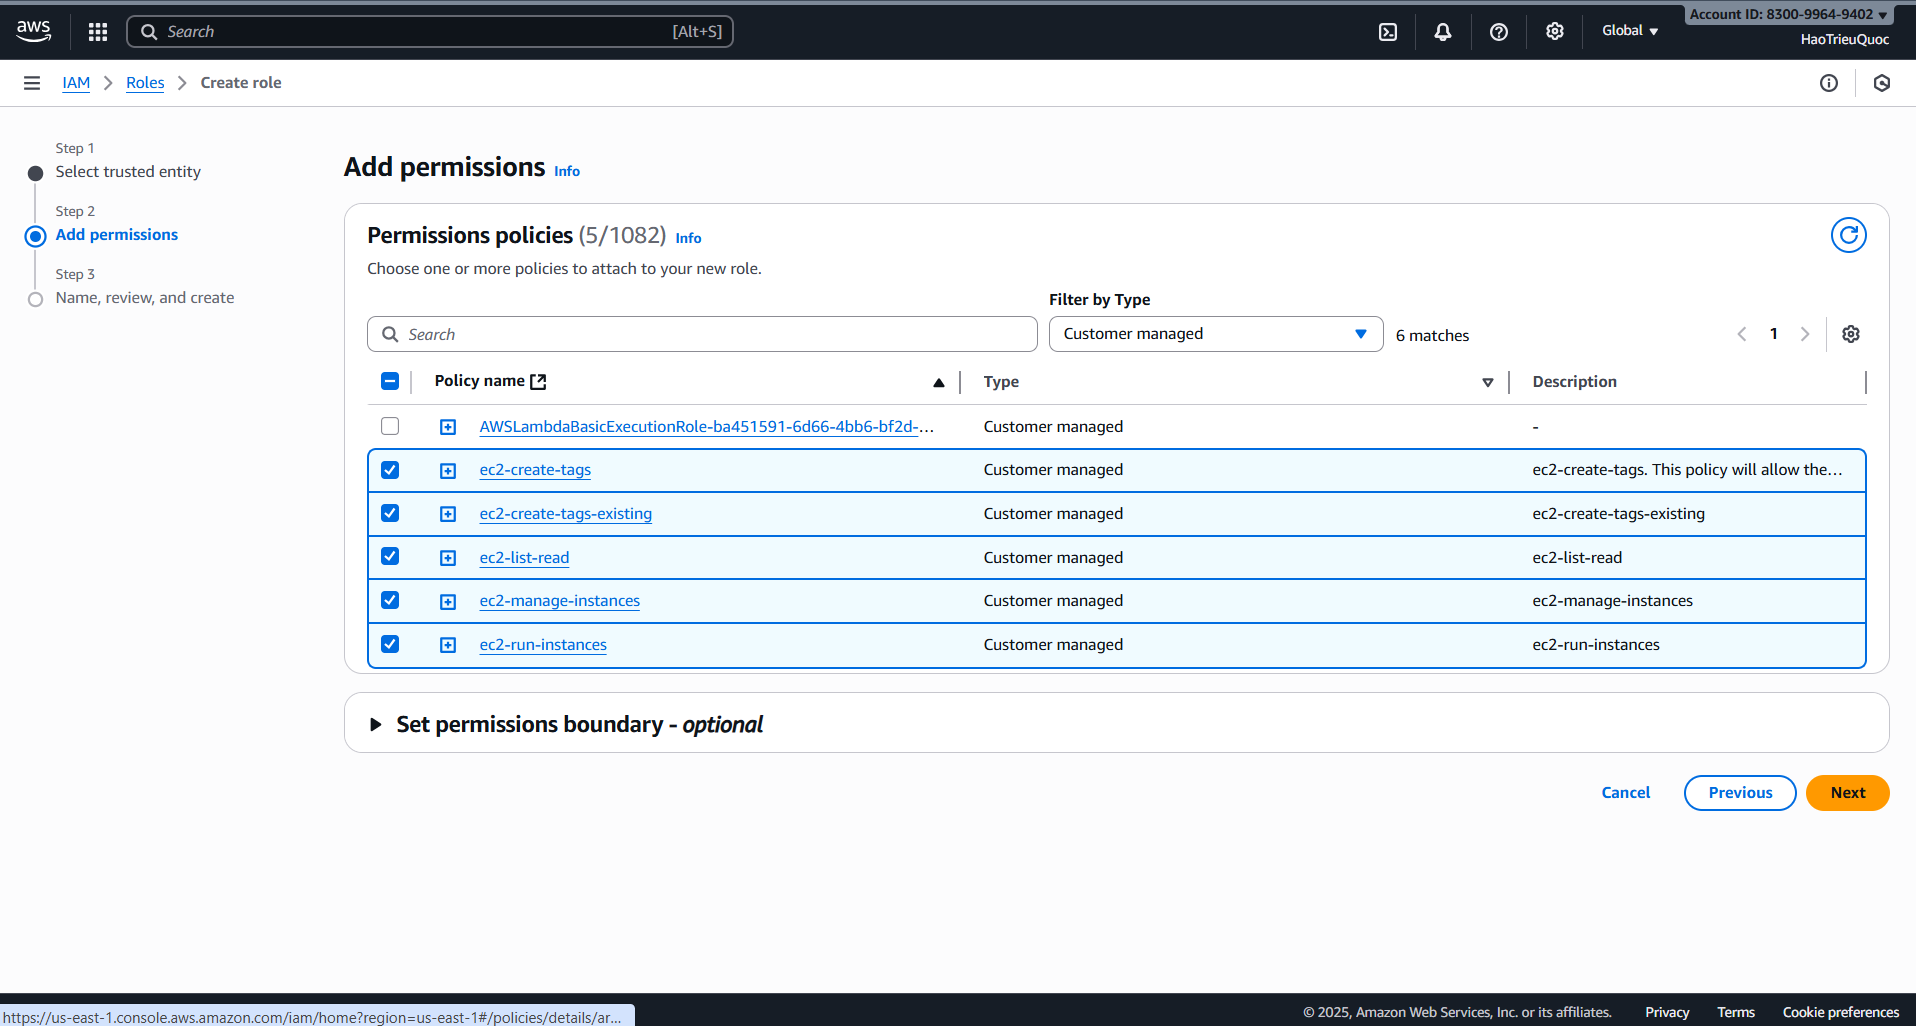 aws
Search [Alt+S]
Global
Account ID: 8300-9964-9402
HaoTrieuQuoc
IAM
Roles
Create role
Step 1
Select trusted entity
Step 2
Add permissions
Step 3
Name, review, and create
Add permissions Info
Permissions policies (5/1082) Info
Choose one or more policies to attach to your new role.
Filter by Type
Search
Customer managed
6 matches
1
Policy name
Type
Description
AWSLambdaBasicExecutionRole-ba451591-6d66-4bb6-bf2d-... Customer managed -
ec2-create-tags Customer managed ec2-create-tags. This policy will allow the...
ec2-create-tags-existing Customer managed ec2-create-tags-existing
ec2-list-read Customer managed ec2-list-read
ec2-manage-instances Customer managed ec2-manage-instances
ec2-run-instances Customer managed ec2-run-instances
Set permissions boundary - optional
Cancel
Previous
Next
https://us-east-1.console.aws.amazon.com/iam/home?region=us-east-1#/policies/details/ar...
© 2025, Amazon Web Services, Inc. or its affiliates.
Privacy
Terms
Cookie preferences